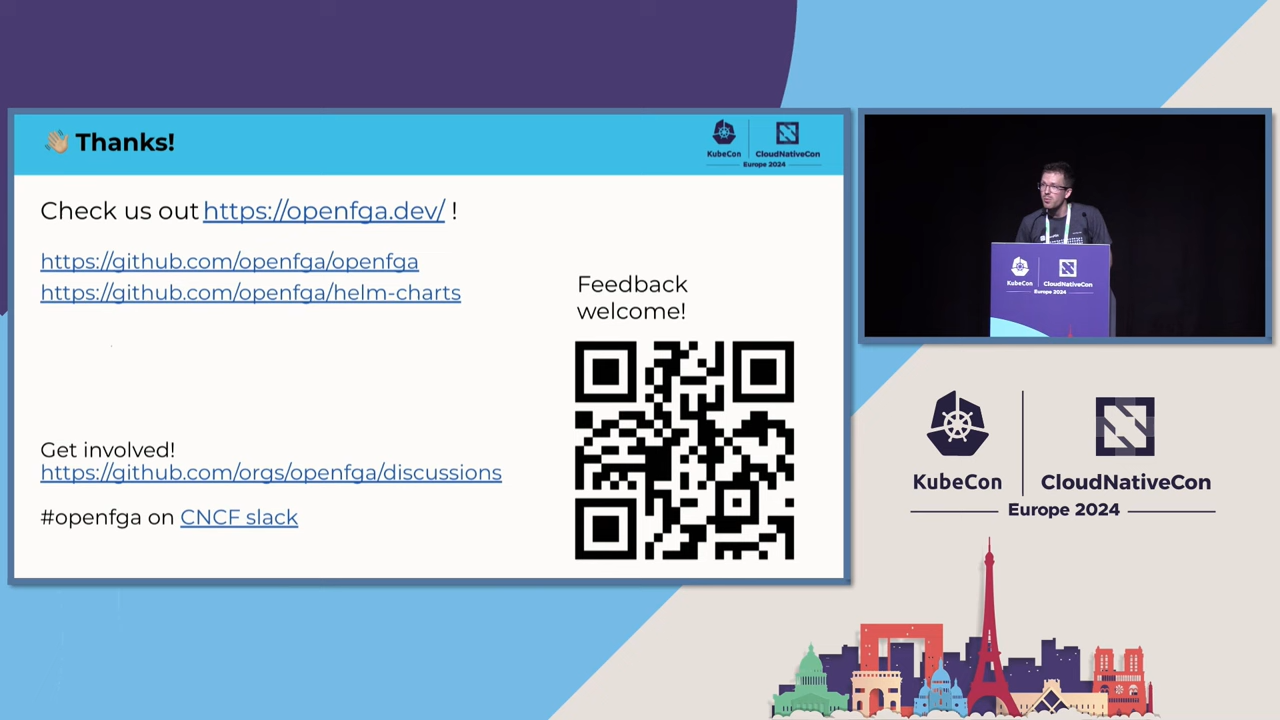 👋🏼 Thanks!
KubeCon
CloudNativeCon
Europe 2024
Check us out https://openfga.dev/ !
https://github.com/openfga/openfga
https://github.com/openfga/helm-charts
Feedback
welcome!
Get involved!
https://github.com/orgs/openfga/discussions
#openfga on CNCF slack
KubeCon
CloudNativeCon
Europe 2024
KubeCon
CloudNativeCon
Europe 2024